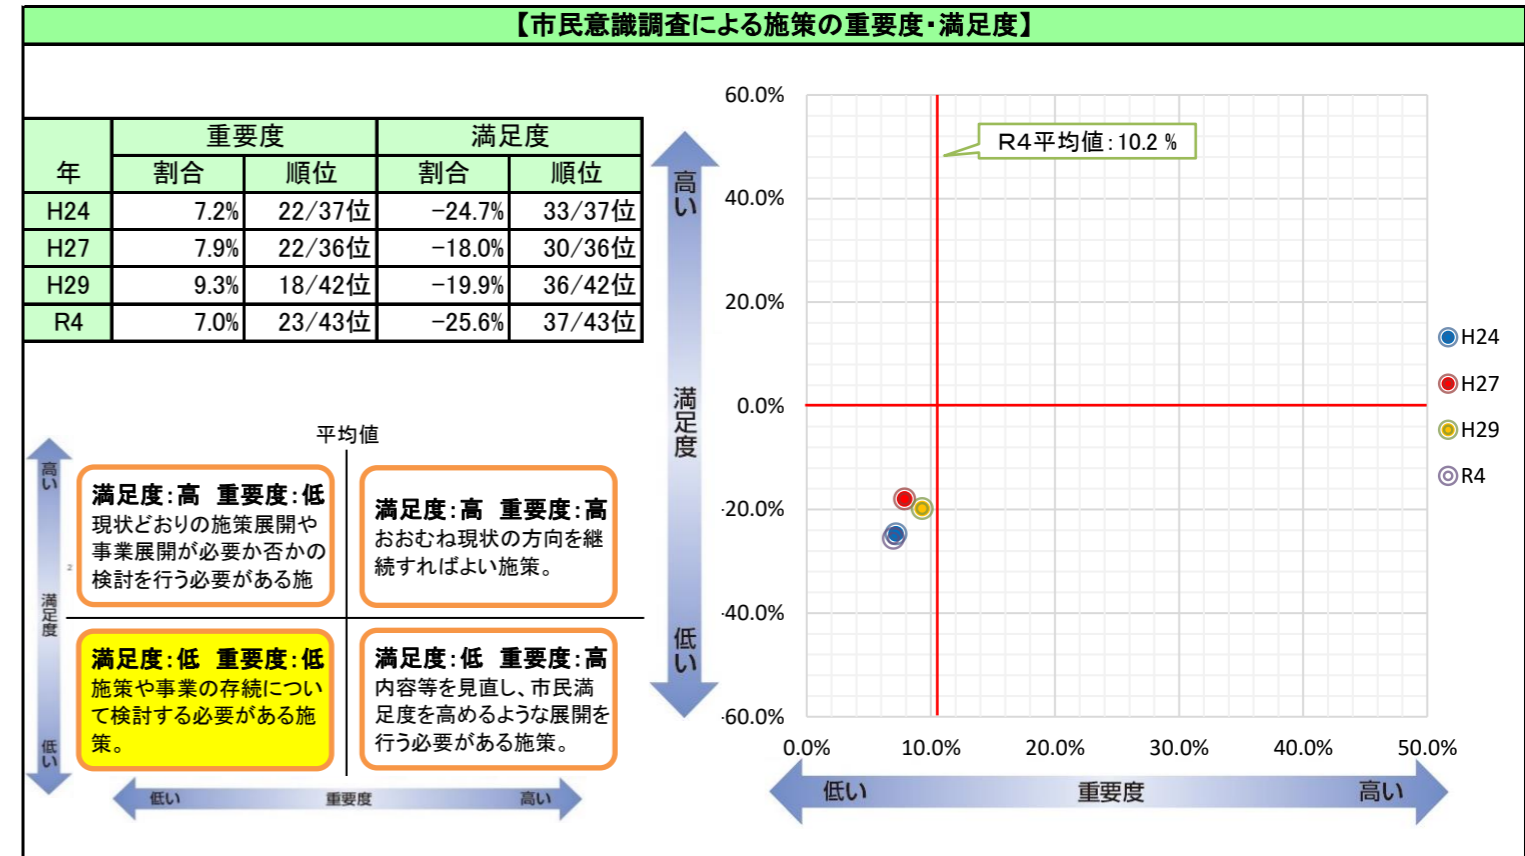 【市民意識調査による施策の重要度・満足度】
年 重要度 満足度
割合 順位 割合 順位
H24 7.2% 22/37位 -24.7% 33/37位
H27 7.9% 22/36位 -18.0% 30/36位
H29 9.3% 18/42位 -19.9% 36/42位
R4 7.0% 23/43位 -25.6% 37/43位
平均値
高い
満足度
低い
満足度：高 重要度：低
現状どおりの施策展開や
事業展開が必要か否かの
検討を行う必要がある施
満足度：高 重要度：高
おおむね現状の方向を継
続すればよい施策。
2
満足度：低 重要度：低
施策や事業の存続につい
て検討する必要がある施
策。
満足度：低 重要度：高
内容等を見直し、市民満
足度を高めるような展開を
行う必要がある施策。
低い 重要度 高い
高い
満足度
低い
60.0%
40.0%
20.0%
0.0%
-20.0%
-40.0%
-60.0%
R4平均値：10.2%
0.0% 10.0% 20.0% 30.0% 40.0% 50.0%
低い 重要度 高い
H24
H27
H29
R4